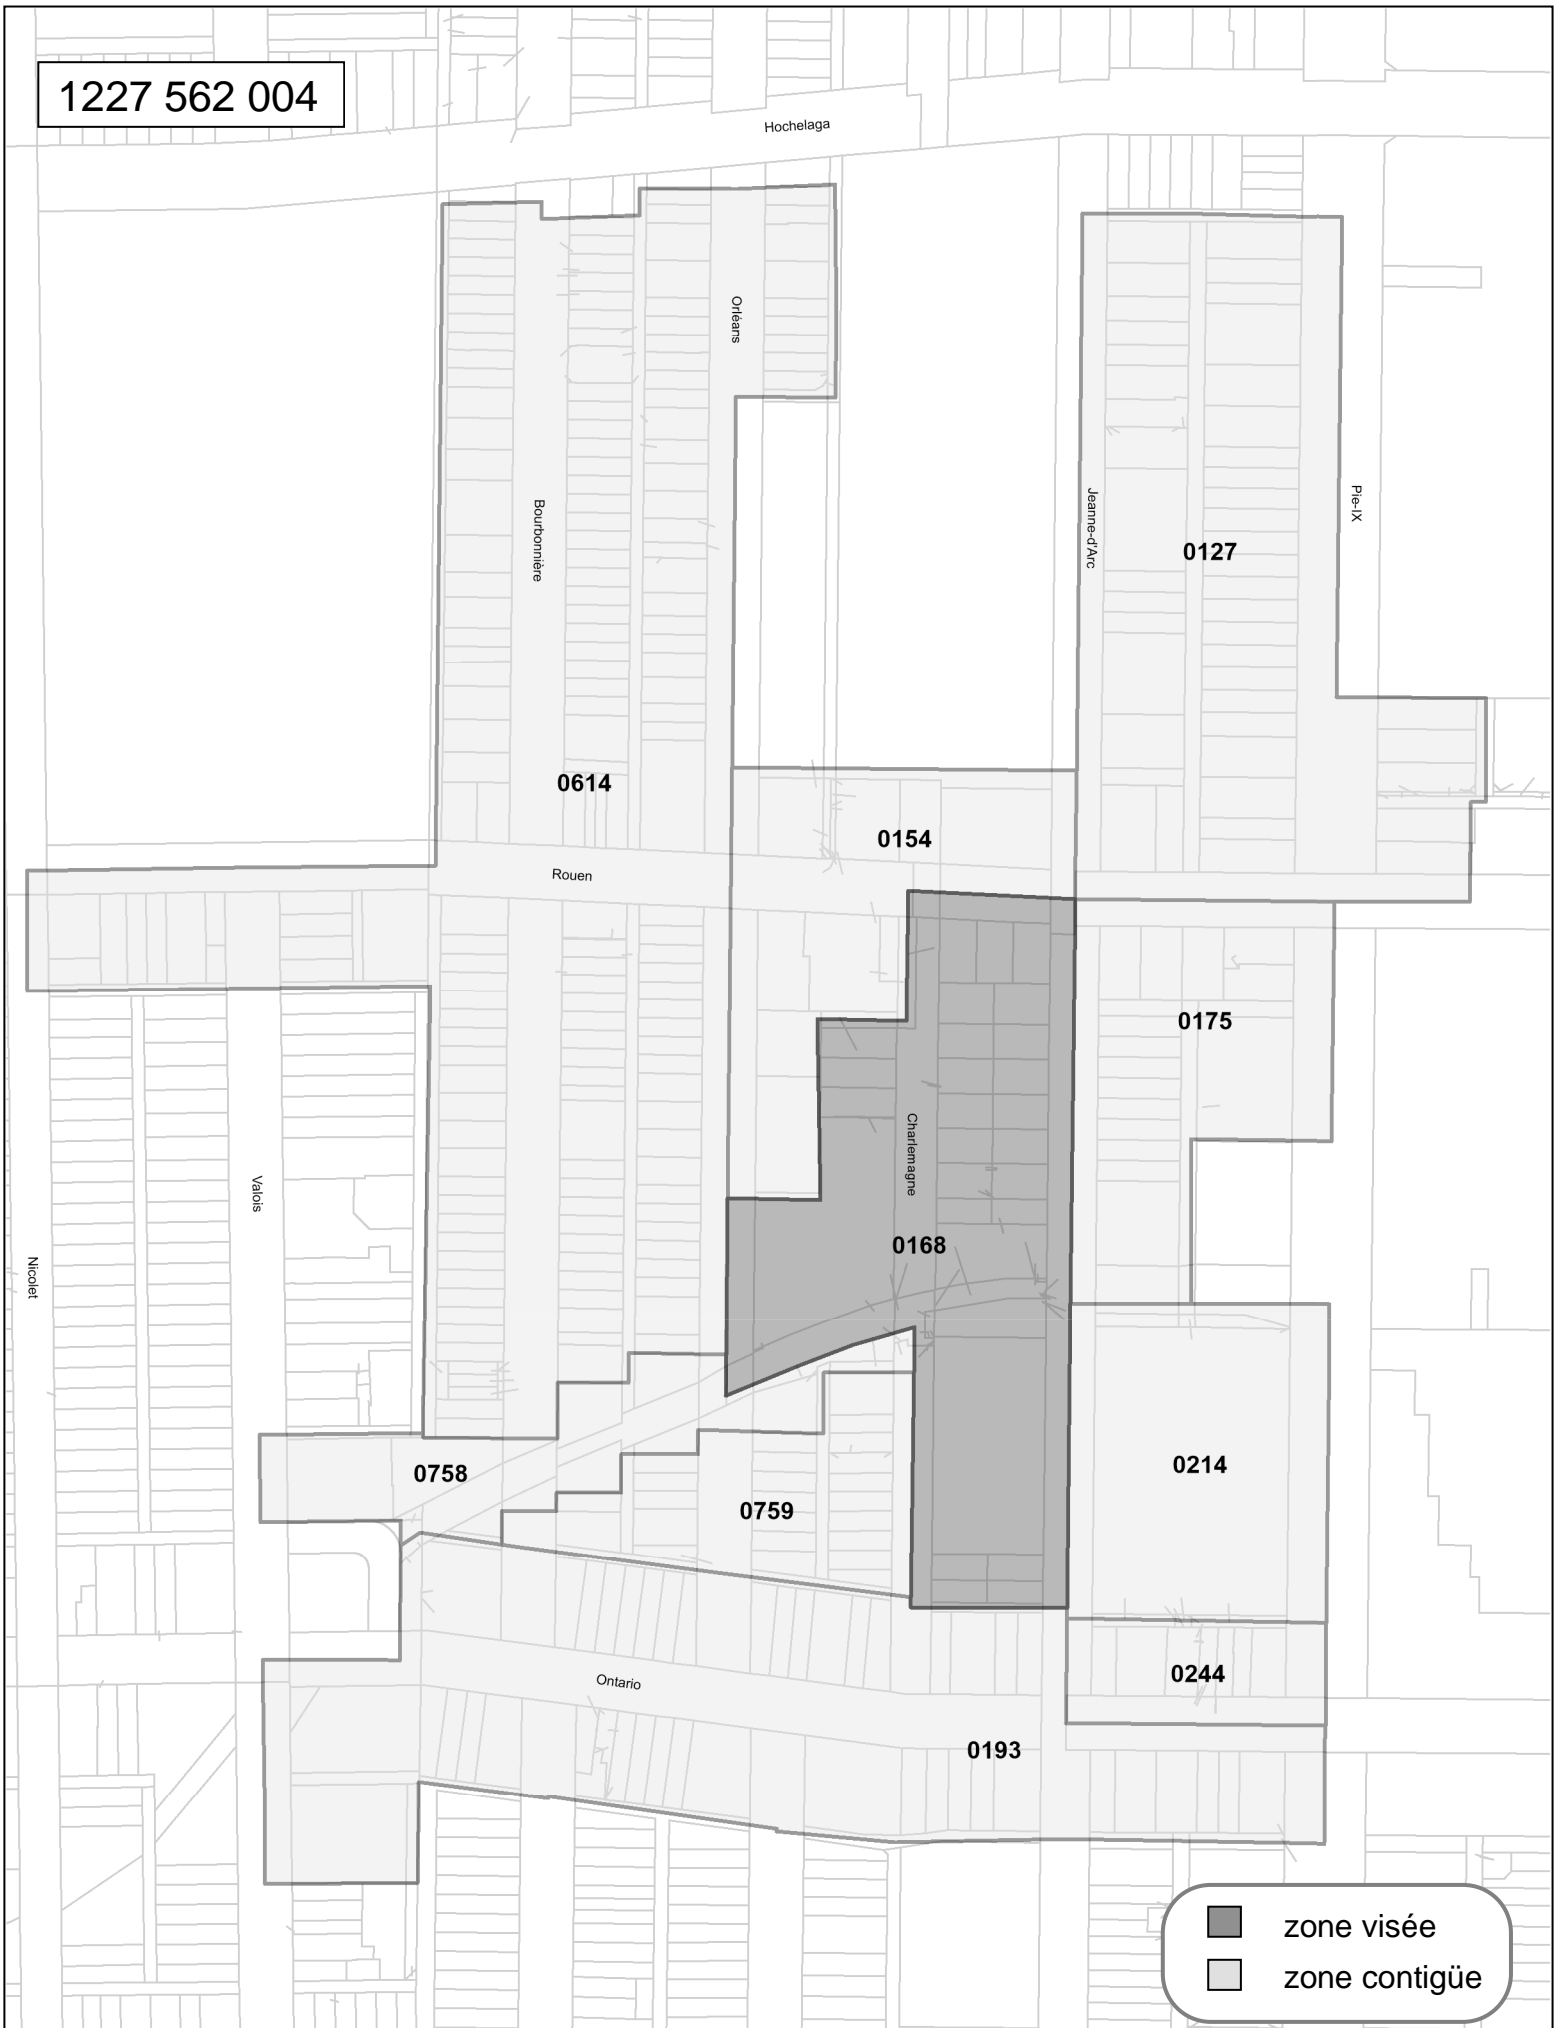 1227 562 004
Hochelaga
Orléans
Bourbonnière
Jeanne-d'Arc
Pie-IX
0127
0614
0154
Rouen
0175
Charlemagne
Valois
0168
Nicolet
0214
0758
0759
0244
Ontario
0193
zone visée
zone contigüe